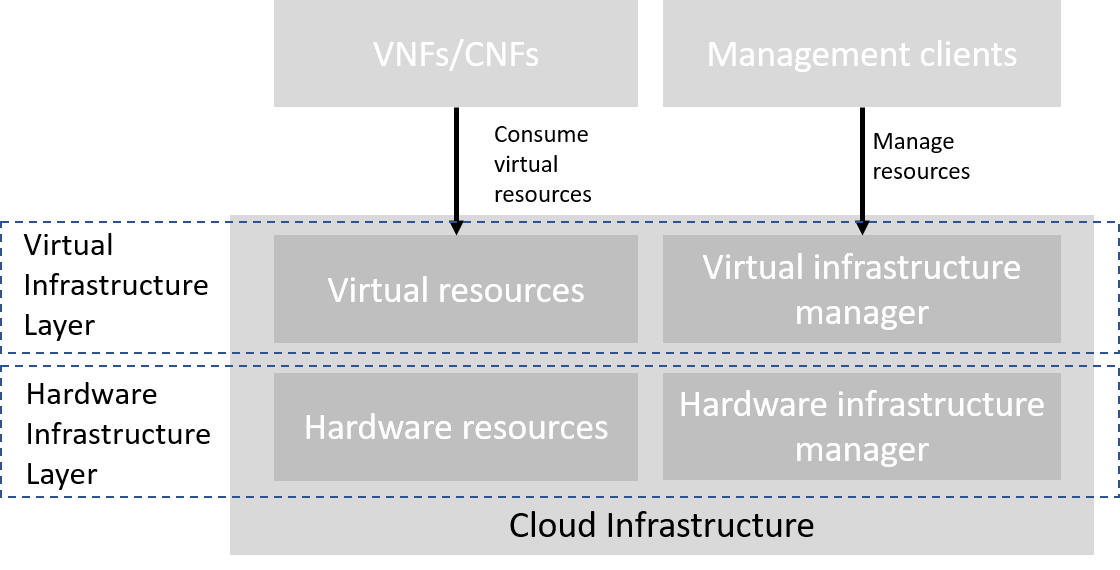 VNFs/CNFs
Management clients
Consume
virtual
resources
Manage
resources
Virtual
Infrastructure
Layer
Virtual resources
Virtual infrastructure
manager
Hardware
Infrastructure
Layer
Hardware resources
Hardware infrastructure
manager
Cloud Infrastructure